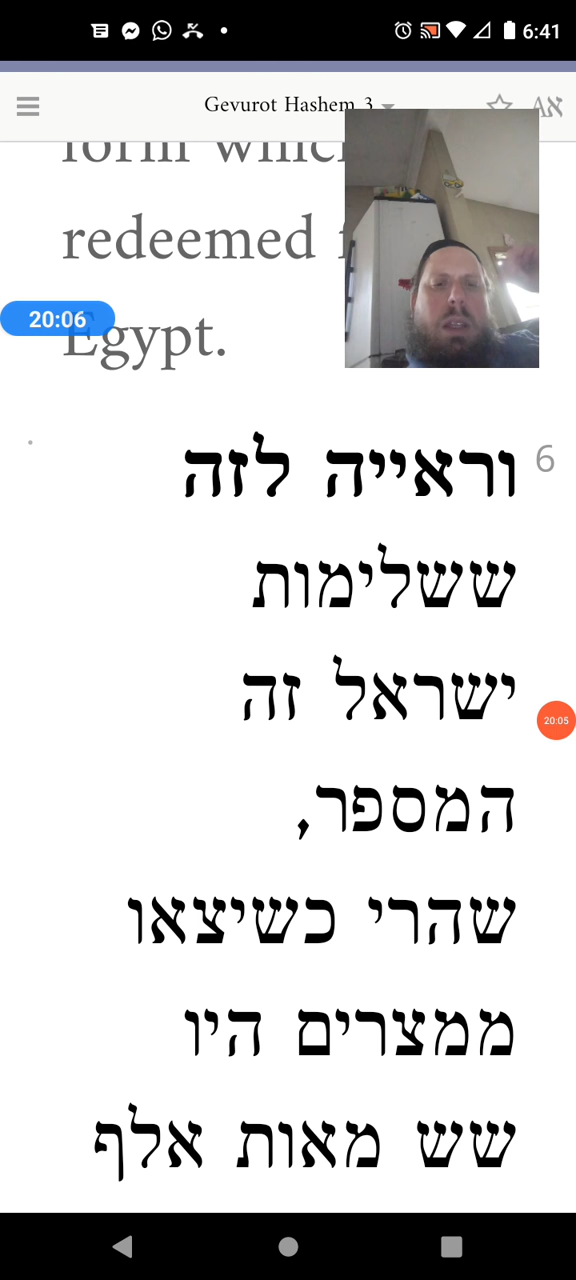 6:41
Gevurot Hashem 3
redeemed
20:06
Egypt.
6
וראייה לזה
ששלימות
ישראל זה
20:05
המספר,
שהרי כשיצאו
ממצרים היו
שש מאות אלף